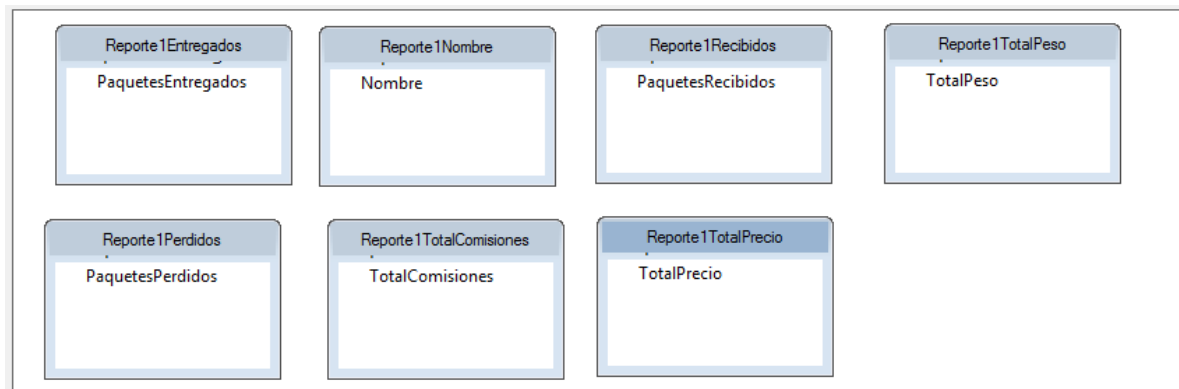 Reporte1Entregados
PaquetesEntregados
Reporte1Nombre
Nombre
Reporte1Recibidos
PaquetesRecibidos
Reporte1TotalPeso
TotalPeso
Reporte1Perdidos
PaquetesPerdidos
Reporte1TotalComisiones
TotalComisiones
Reporte1TotalPrecio
TotalPrecio